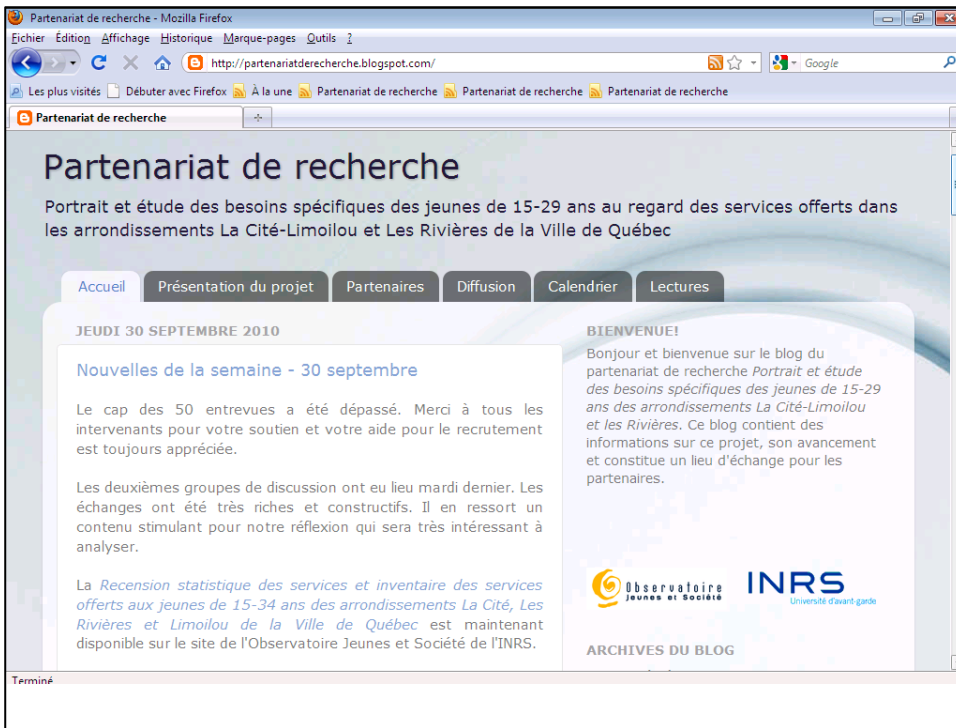 Partenariat de recherche - Mozilla Firefox
Fichier Édition Affichage Historique Marque-pages Outils ?
http://partenariatderecherche.blogspot.com/
Google
Les plus visités Débuter avec Firefox À la une Partenariat de recherche Partenariat de recherche Partenariat de recherche
Partenariat de recherche
Partenariat de recherche
Portrait et étude des besoins spécifiques des jeunes de 15-29 ans au regard des services offerts dans
les arrondissements La Cité-Limoilou et Les Rivières de la Ville de Québec
Accueil Présentation du projet Partenaires Diffusion Calendrier Lectures
JEUDI 30 SEPTEMBRE 2010
Nouvelles de la semaine - 30 septembre
Le cap des 50 entrevues a été dépassé. Merci à tous les
intervenants pour votre soutien et votre aide pour le recrutement
est toujours appréciée.
Les deuxièmes groupes de discussion ont eu lieu mardi dernier. Les
échanges ont été très riches et constructifs. Il en ressort un
contenu stimulant pour notre réflexion qui sera très intéressant à
analyser.
La Recension statistique des services et inventaire des services
offerts aux jeunes de 15-34 ans des arrondissements La Cité, Les
Rivières et Limoilou de la Ville de Québec est maintenant
disponible sur le site de l'Observatoire Jeunes et Société de l'INRS.
BIENVENUE!
Bonjour et bienvenue sur le blog du
partenariat de recherche Portrait et étude
des besoins spécifiques des jeunes de 15-29
ans des arrondissements La Cité-Limoilou
et les Rivières. Ce blog contient des
informations sur ce projet, son avancement
et constitue un lieu d'échange pour les
partenaires.
Observatoire
Jeunes et Société
INRS
Université d'avant-garde
ARCHIVES DU BLOG
Terminé